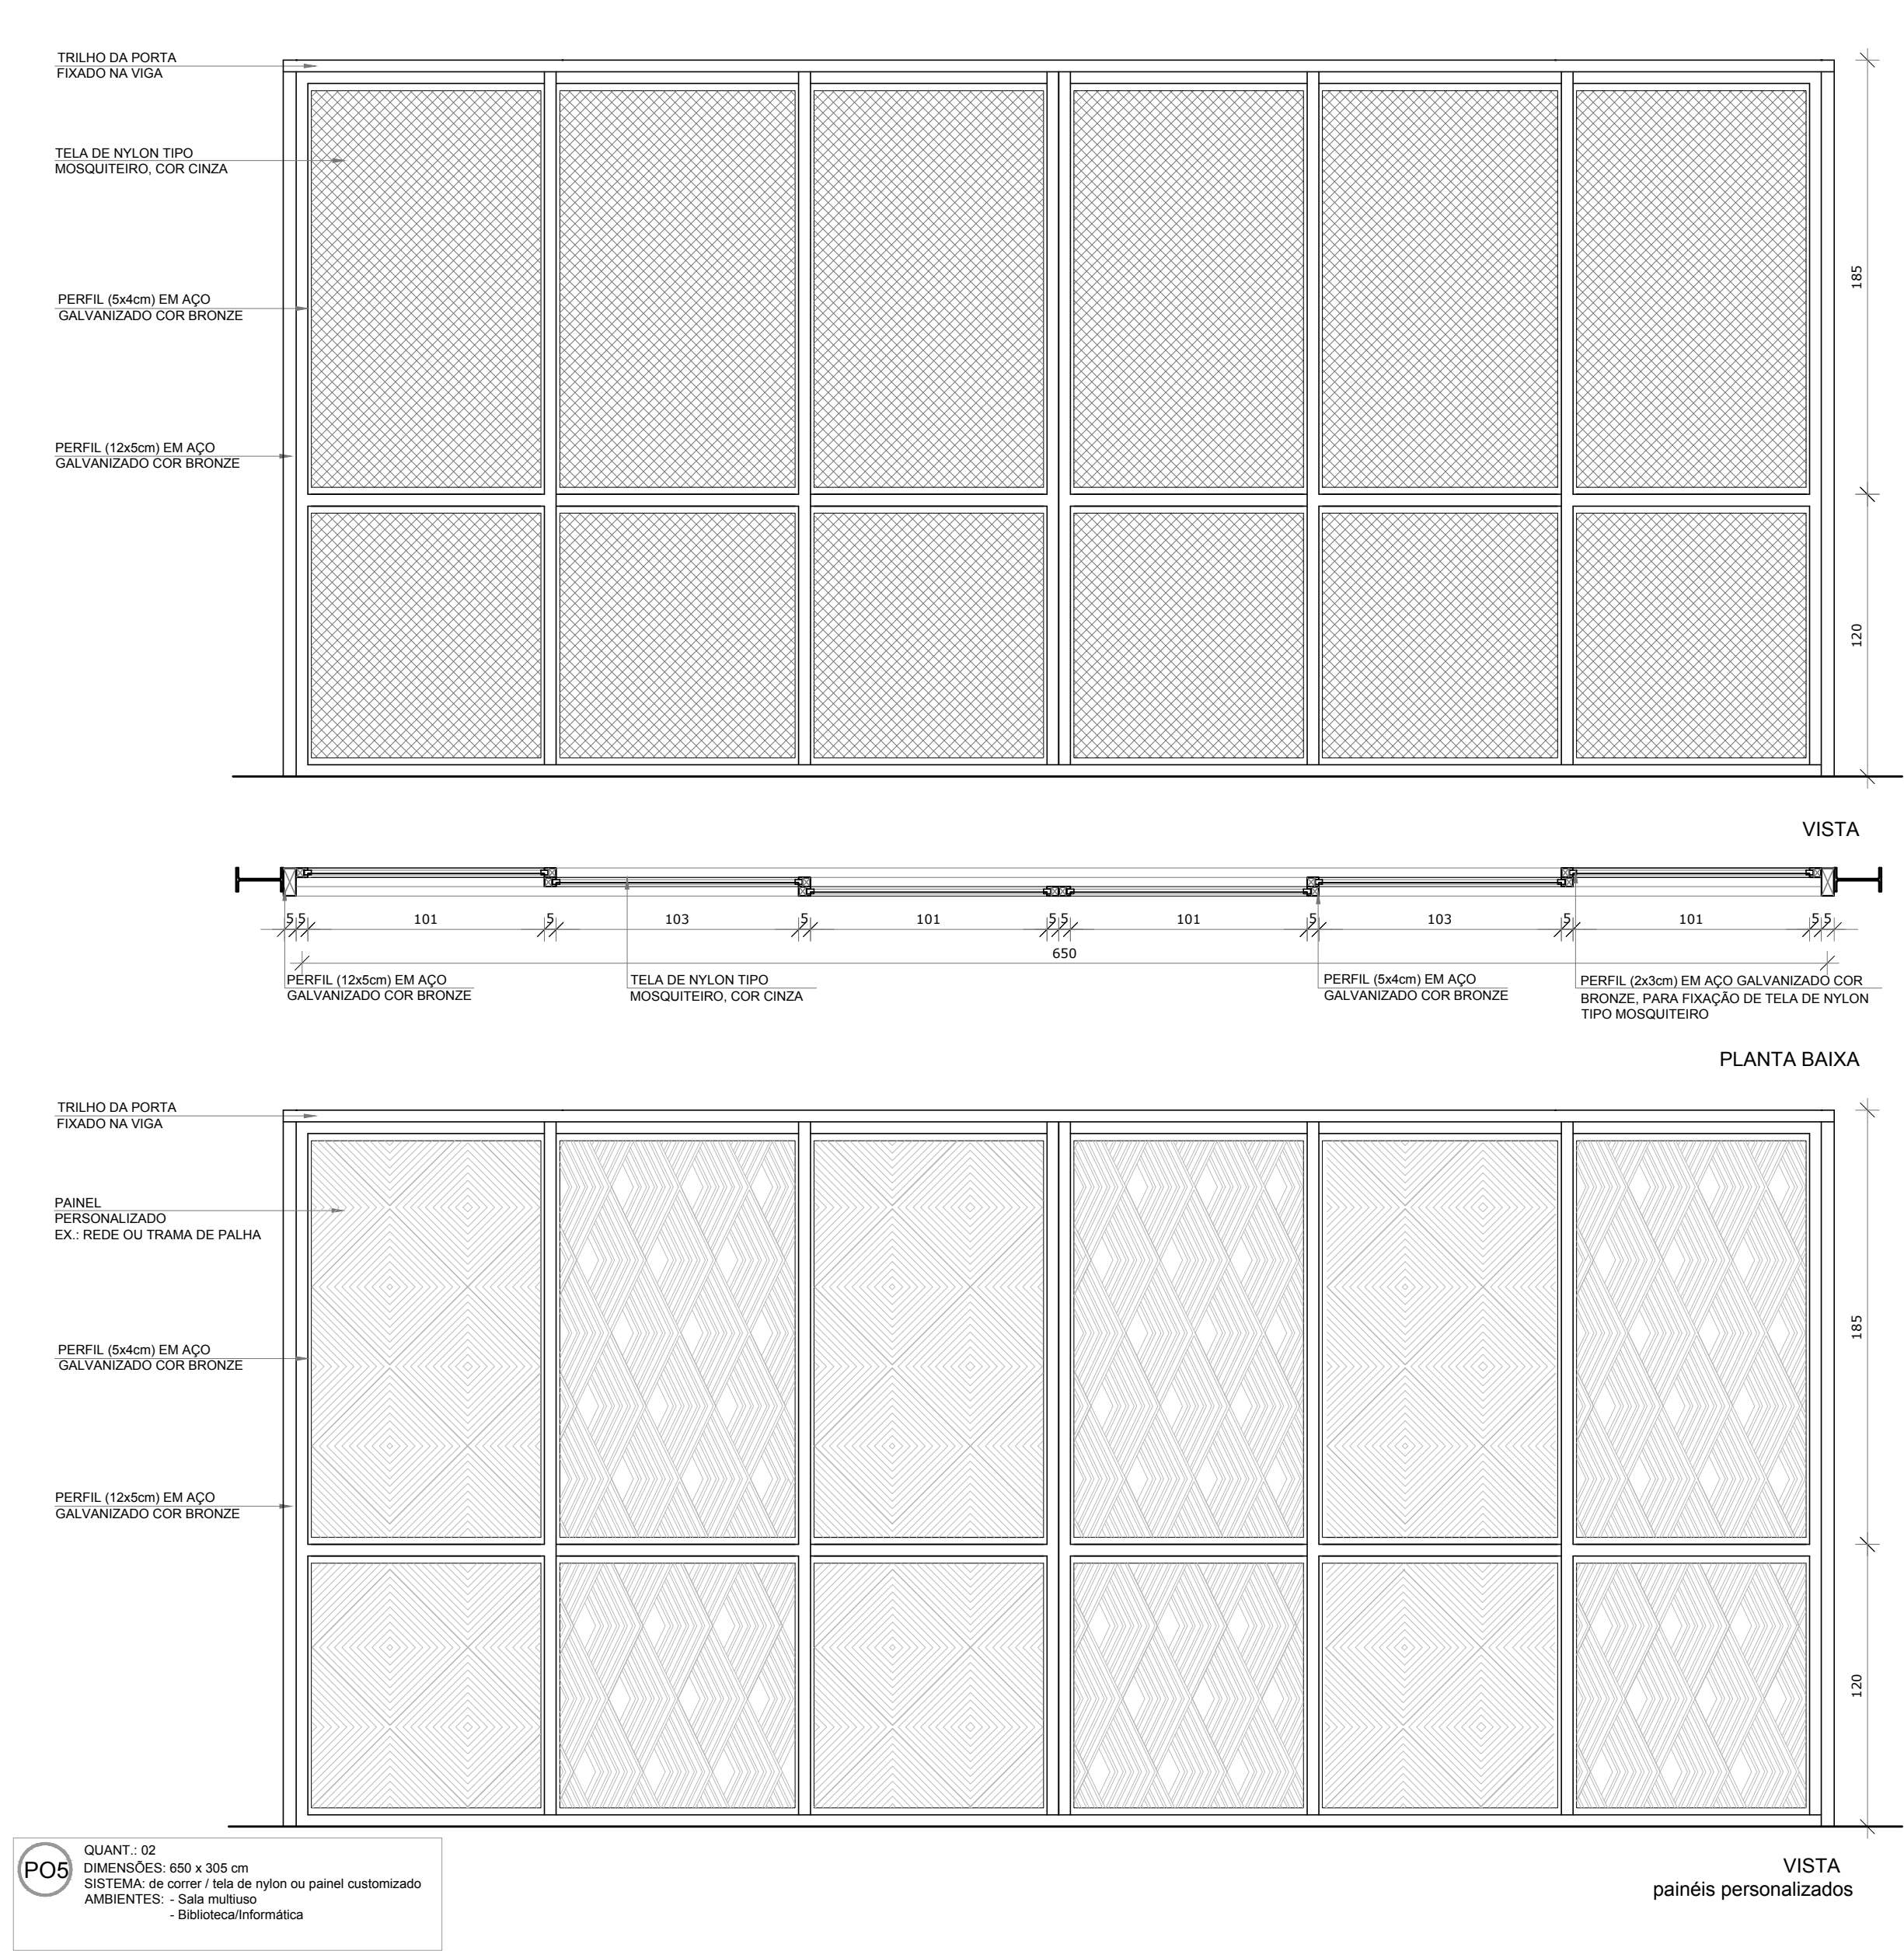 TRILHO DA PORTA
FIXADO NA VIGA
TELA DE NYLON TIPO
MOSQUITEIRO, COR CINZA
PERFIL (5x4cm) EM AÇO
GALVANIZADO COR BRONZE
PERFIL (12x5cm) EM AÇO
GALVANIZADO COR BRONZE
185
120
VISTA
5 5 101 5 103 5 101 5 5 101 5 103 5 101 5 5
650
PERFIL (12x5cm) EM AÇO
GALVANIZADO COR BRONZE
TELA DE NYLON TIPO
MOSQUITEIRO, COR CINZA
PERFIL (5x4cm) EM AÇO
GALVANIZADO COR BRONZE
PERFIL (2x3cm) EM AÇO GALVANIZADO COR
BRONZE, PARA FIXAÇÃO DE TELA DE NYLON
TIPO MOSQUITEIRO
PLANTA BAIXA
TRILHO DA PORTA
FIXADO NA VIGA
PAINEL
PERSONALIZADO
EX.: REDE OU TRAMA DE PALHA
PERFIL (5x4cm) EM AÇO
GALVANIZADO COR BRONZE
PERFIL (12x5cm) EM AÇO
GALVANIZADO COR BRONZE
185
120
PO5
QUANT.: 02
DIMENSÕES: 650 x 305 cm
SISTEMA: de correr / tela de nylon ou painel customizado
AMBIENTES: - Sala multiuso
- Biblioteca/Informática
VISTA
painéis personalizados